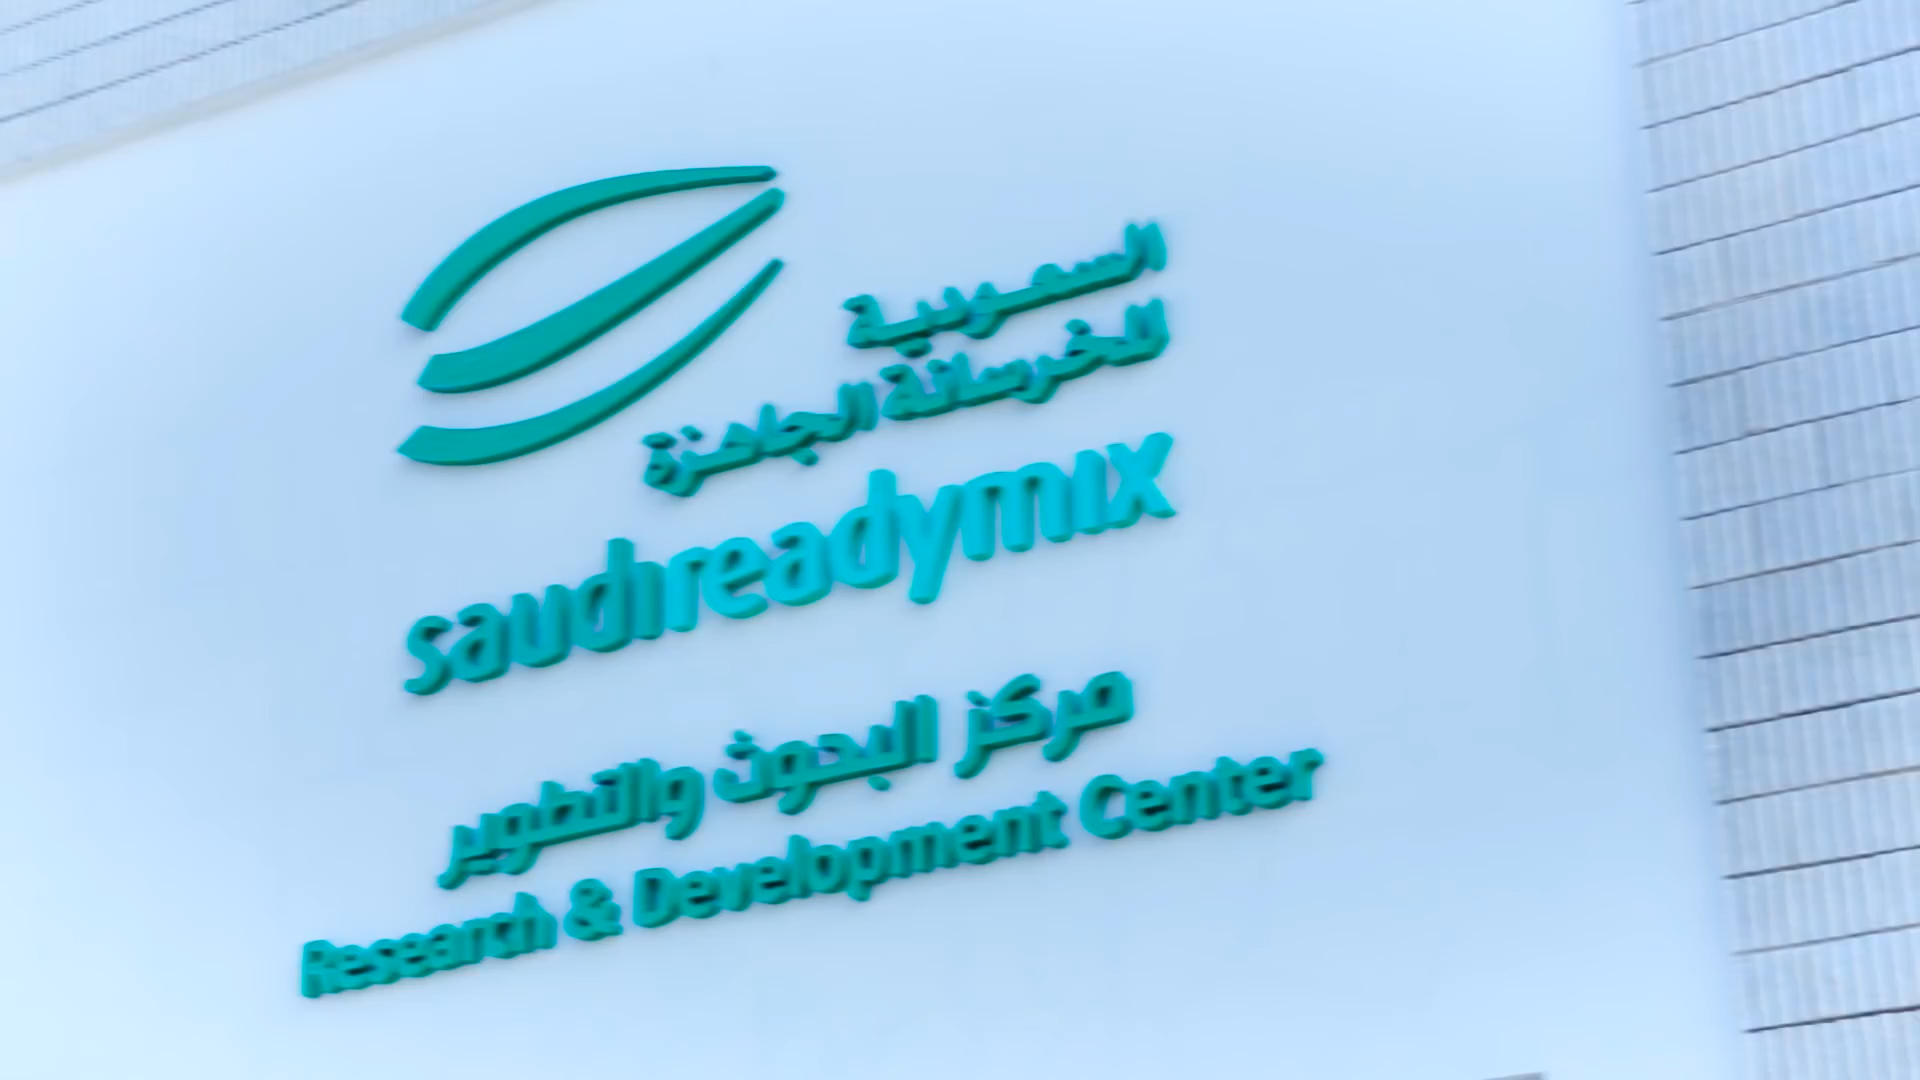 السعودية
للخرسانة الجاهزة
saudireadymix
مركز البحوث والتطوير
Research & Development Center